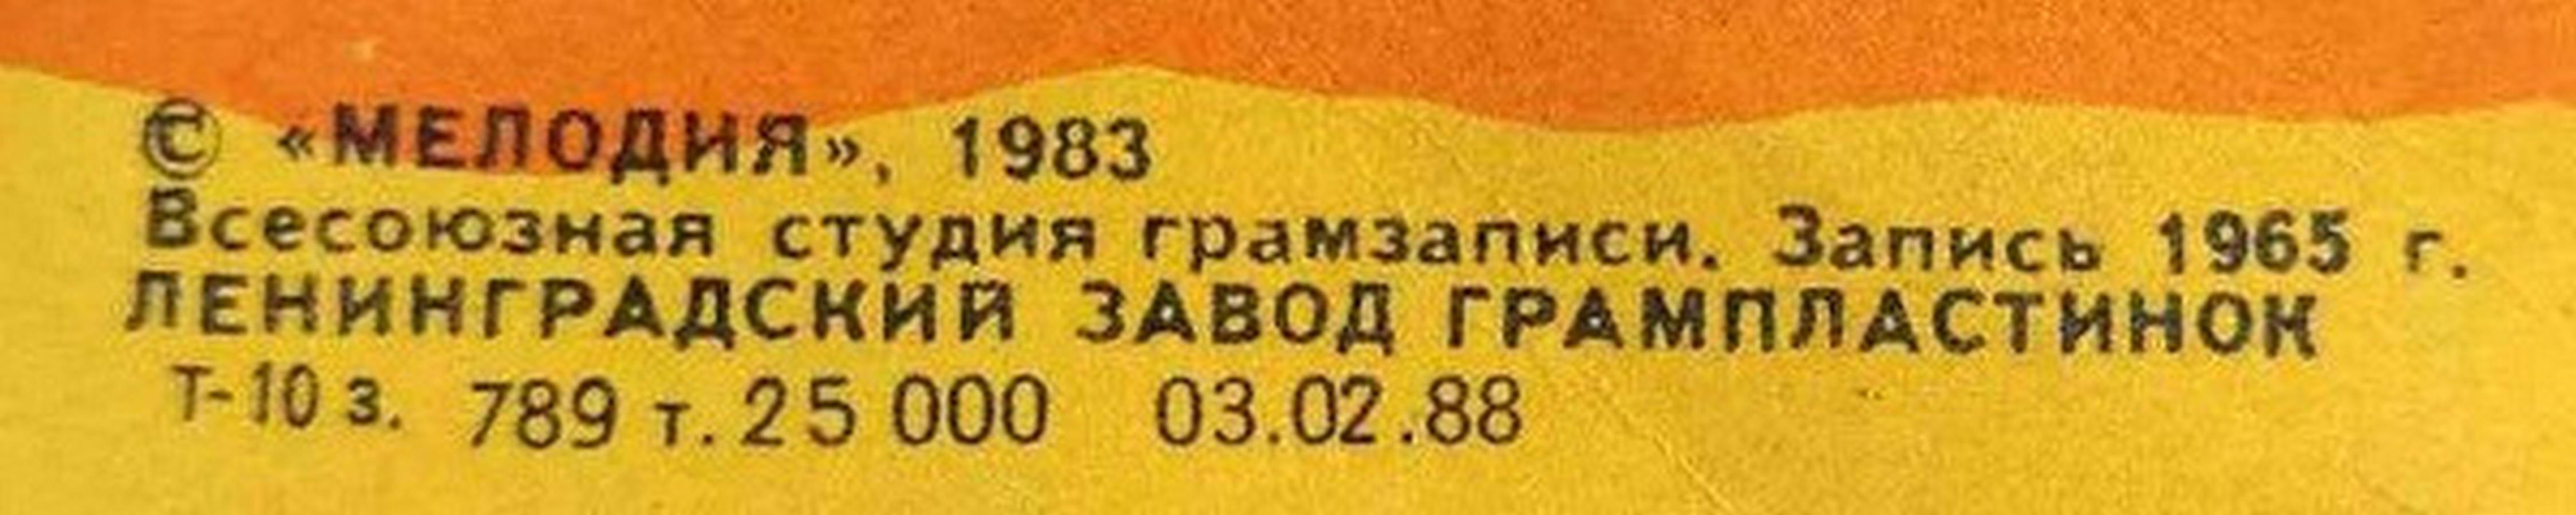 © «МЕЛОДИЯ», 1983
Всесоюзная студия грамзаписи. Запись 1965 г.
ЛЕНИНГРАДСКИЙ ЗАВОД ГРАМПЛАСТИНОК
Т-10 з. 789 т. 25 000 03.02.88